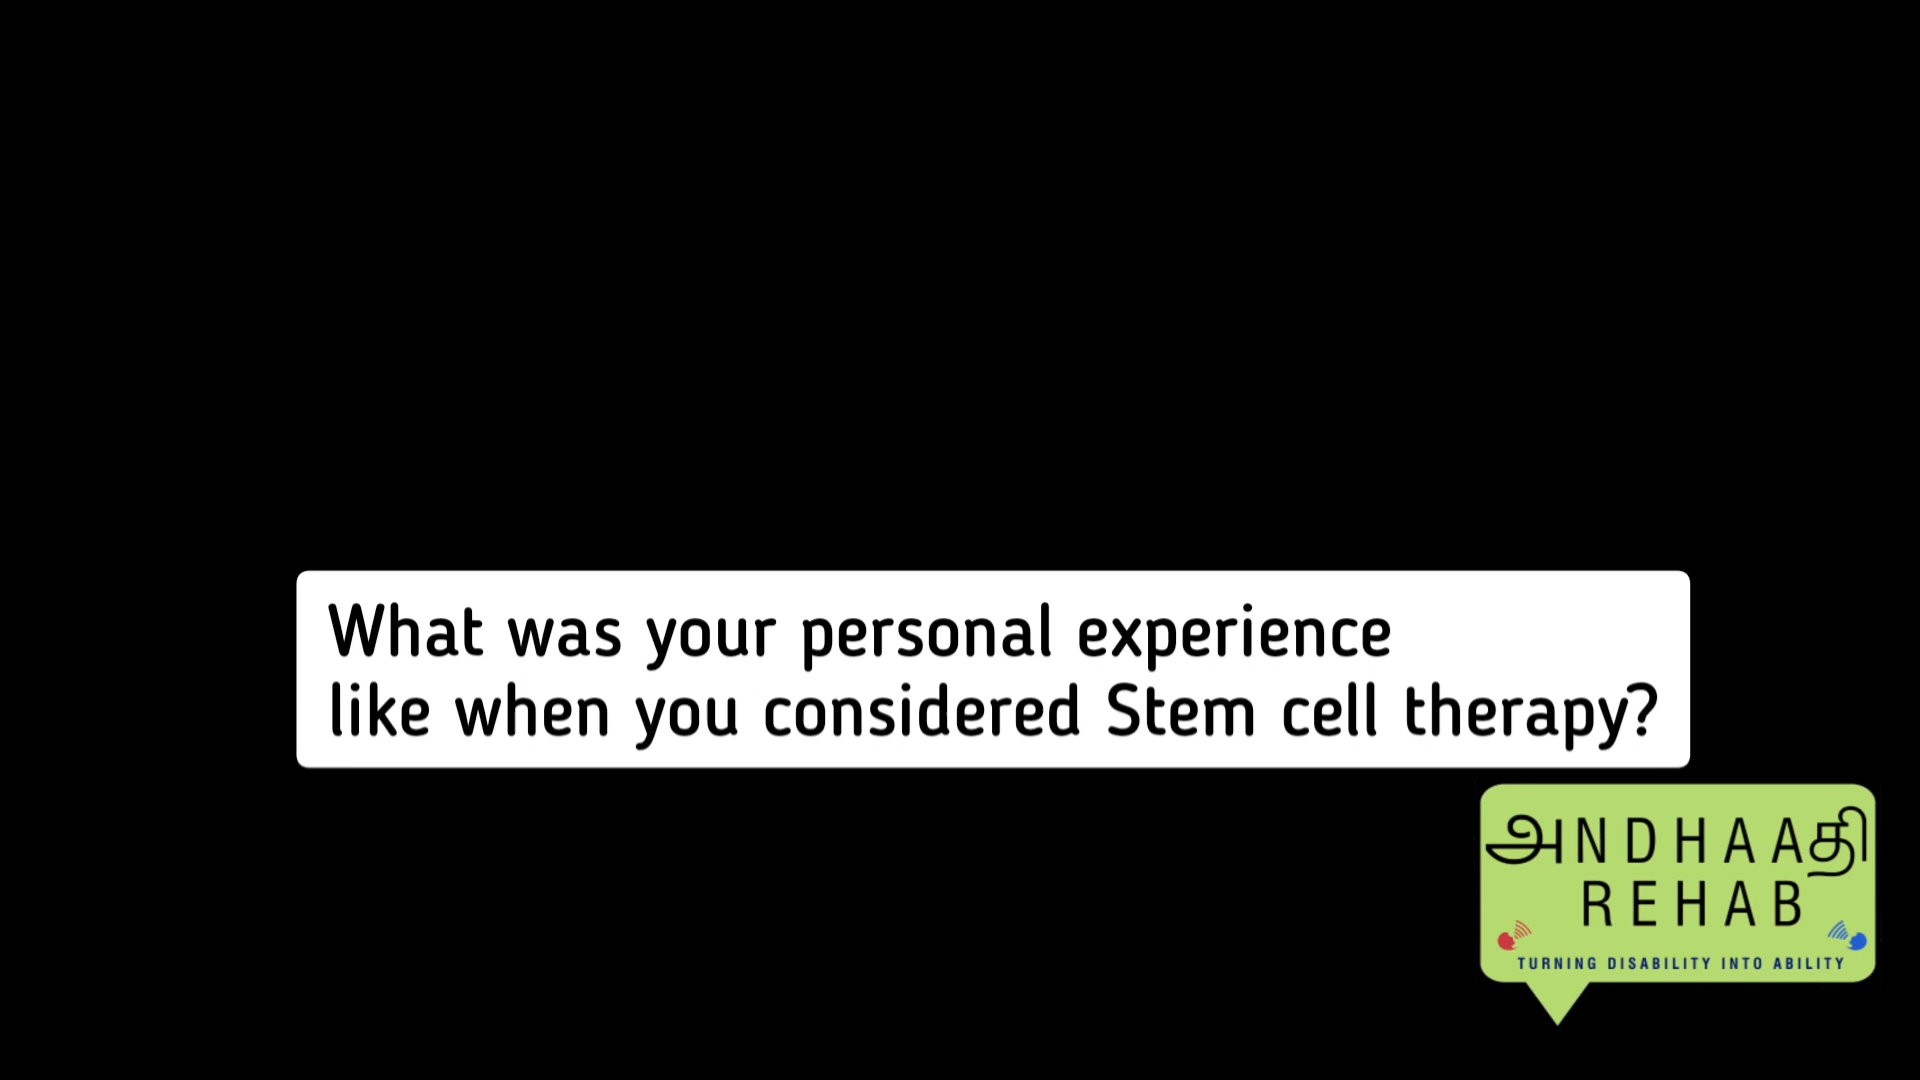 What was your personal experience
like when you considered Stem cell therapy?
அNDHAAதி
REHAB
TURNING DISABILITY INTO ABILITY